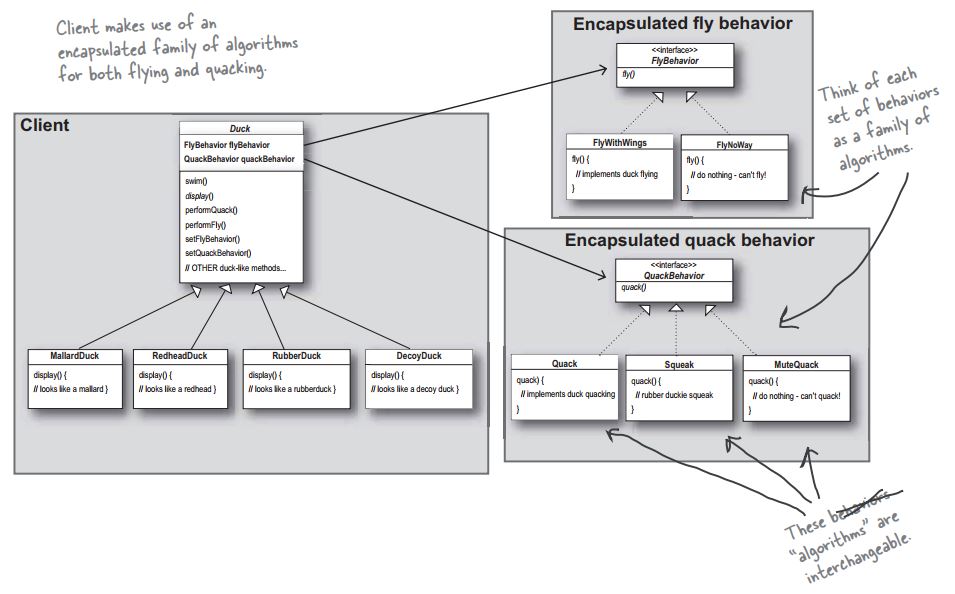 Client makes use of an
encapsulated family of algorithms
for both flying and quacking.
Client
Duck
FlyBehavior flyBehavior
QuackBehavior quackBehavior
swim()
display()
performQuack()
performFly()
setFlyBehavior()
setQuackBehavior()
// OTHER duck-like methods...
MallardDuck
display() {
// looks like a mallard }
RedheadDuck
display() {
// looks like a redhead }
RubberDuck
display() {
// looks like a rubberduck }
DecoyDuck
display() {
// looks like a decoy duck }
Encapsulated fly behavior
<<interface>>
FlyBehavior
fly()
FlyWithWings
fly() {
// implements duck flying
}
FlyNoWay
fly() {
// do nothing - can't fly!
}
Think of each
set of behaviors
as a family of
algorithms.
Encapsulated quack behavior
<<interface>>
QuackBehavior
quack()
Quack
quack) {
// implements duck quacking
}
Squeak
quack() {
// rubber duckie squeak
}
MuteQuack
quack() {
// do nothing - can't quack!
}
These behaviors
“algorithms” are
interchangeable.